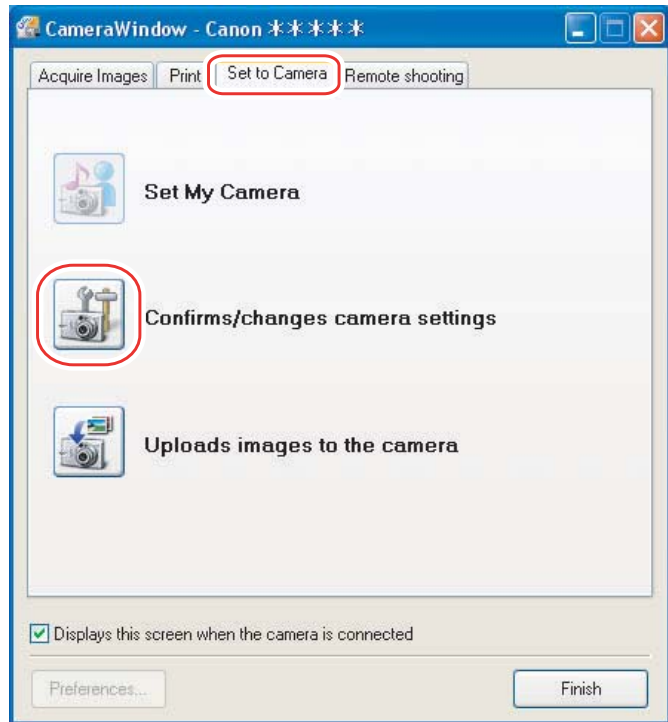 CameraWindow - Canon *****
Acquire Images Print Set to Camera Remote shooting
Set My Camera
Confirms/changes camera settings
Uploads images to the camera
Displays this screen when the camera is connected
Preferences... Finish